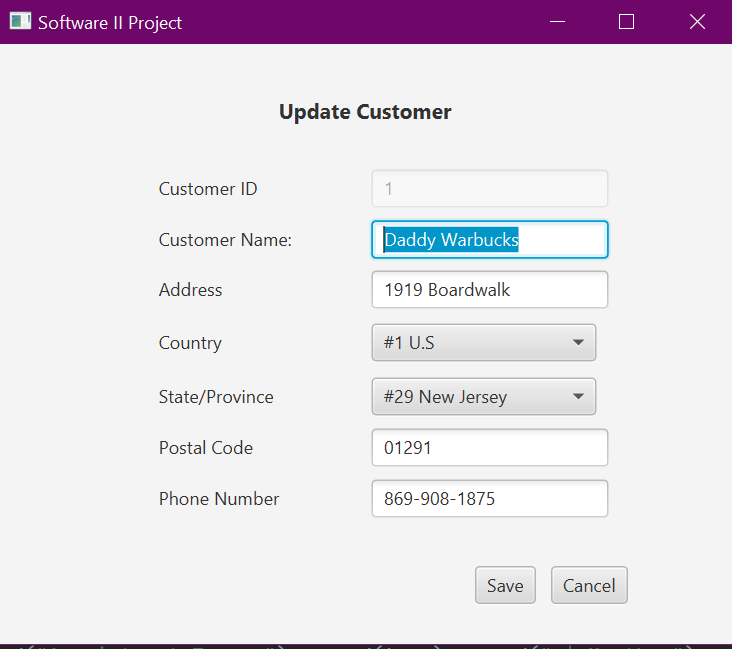 Software II Project
Update Customer
Customer ID 1
Customer Name: Daddy Warbucks
Address 1919 Boardwalk
Country #1 U.S
State/Province #29 New Jersey
Postal Code 01291
Phone Number 869-908-1875
Save Cancel